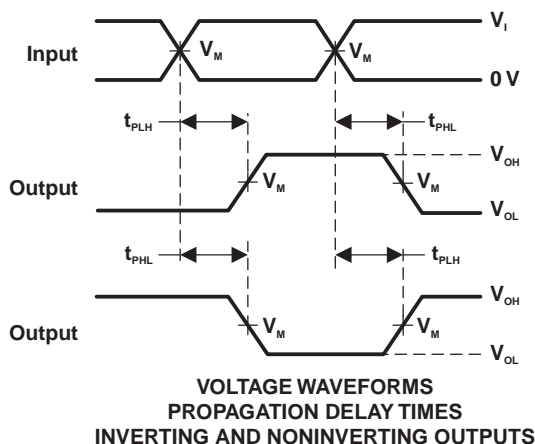 V_I
Input
V_M
V_M
0 V
t_PLH
t_PHL
V_OH
Output
V_M
V_M
V_OL
t_PHL
t_PLH
V_OH
Output
V_M
V_M
V_OL
VOLTAGE WAVEFORMS
PROPAGATION DELAY TIMES
INVERTING AND NONINVERTING OUTPUTS